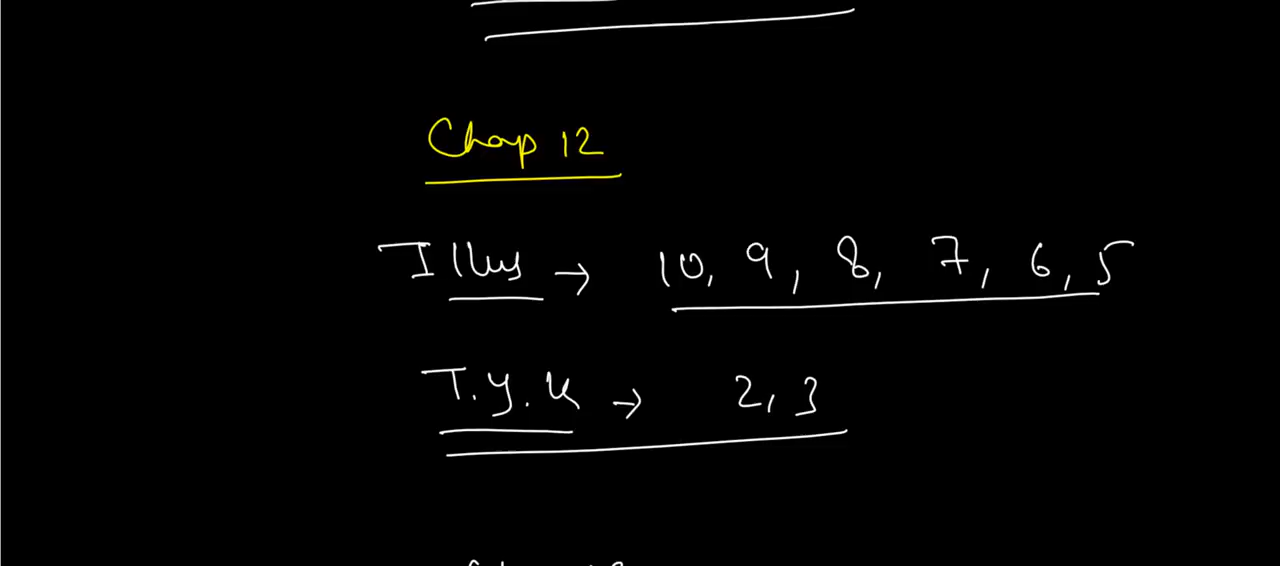 Chap 12
Illus → 10, 9, 8, 7, 6, 5
T.Y.K → 2, 3